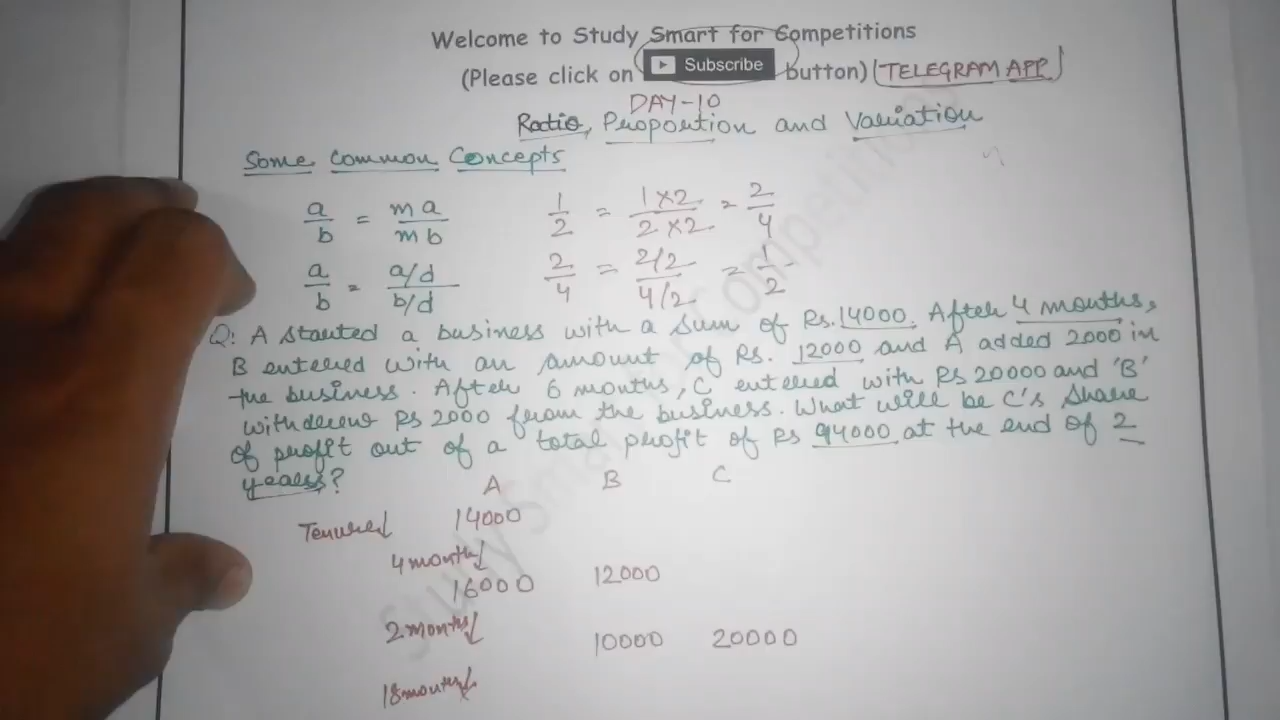 Welcome to Study Smart for Competitions
(Please click on Subscribe button) (TELEGRAM APP)
DAY-10
Ratio, Proportion and Variation
Some Common Concepts
a/b = ma/mb 1/2 = 1×2/2×2 = 2/4
a/b = a/d/b/d 2/4 = 2/2/4/2 = 1/2
Q: A started a business with a sum of Rs.14000. After 4 months,
B entered with an amount of Rs. 12000 and A added 2000 in
the business. After 6 months, C entered with Rs 20000 and 'B'
withdrew Rs 2000 from the business. What will be C's share
of profit out of a total profit of Rs 94000 at the end of 2
years?
A B C
Tenure 14000
4 month
16000 12000
2 months
10000 20000
18 months
Study Smart for Competitions